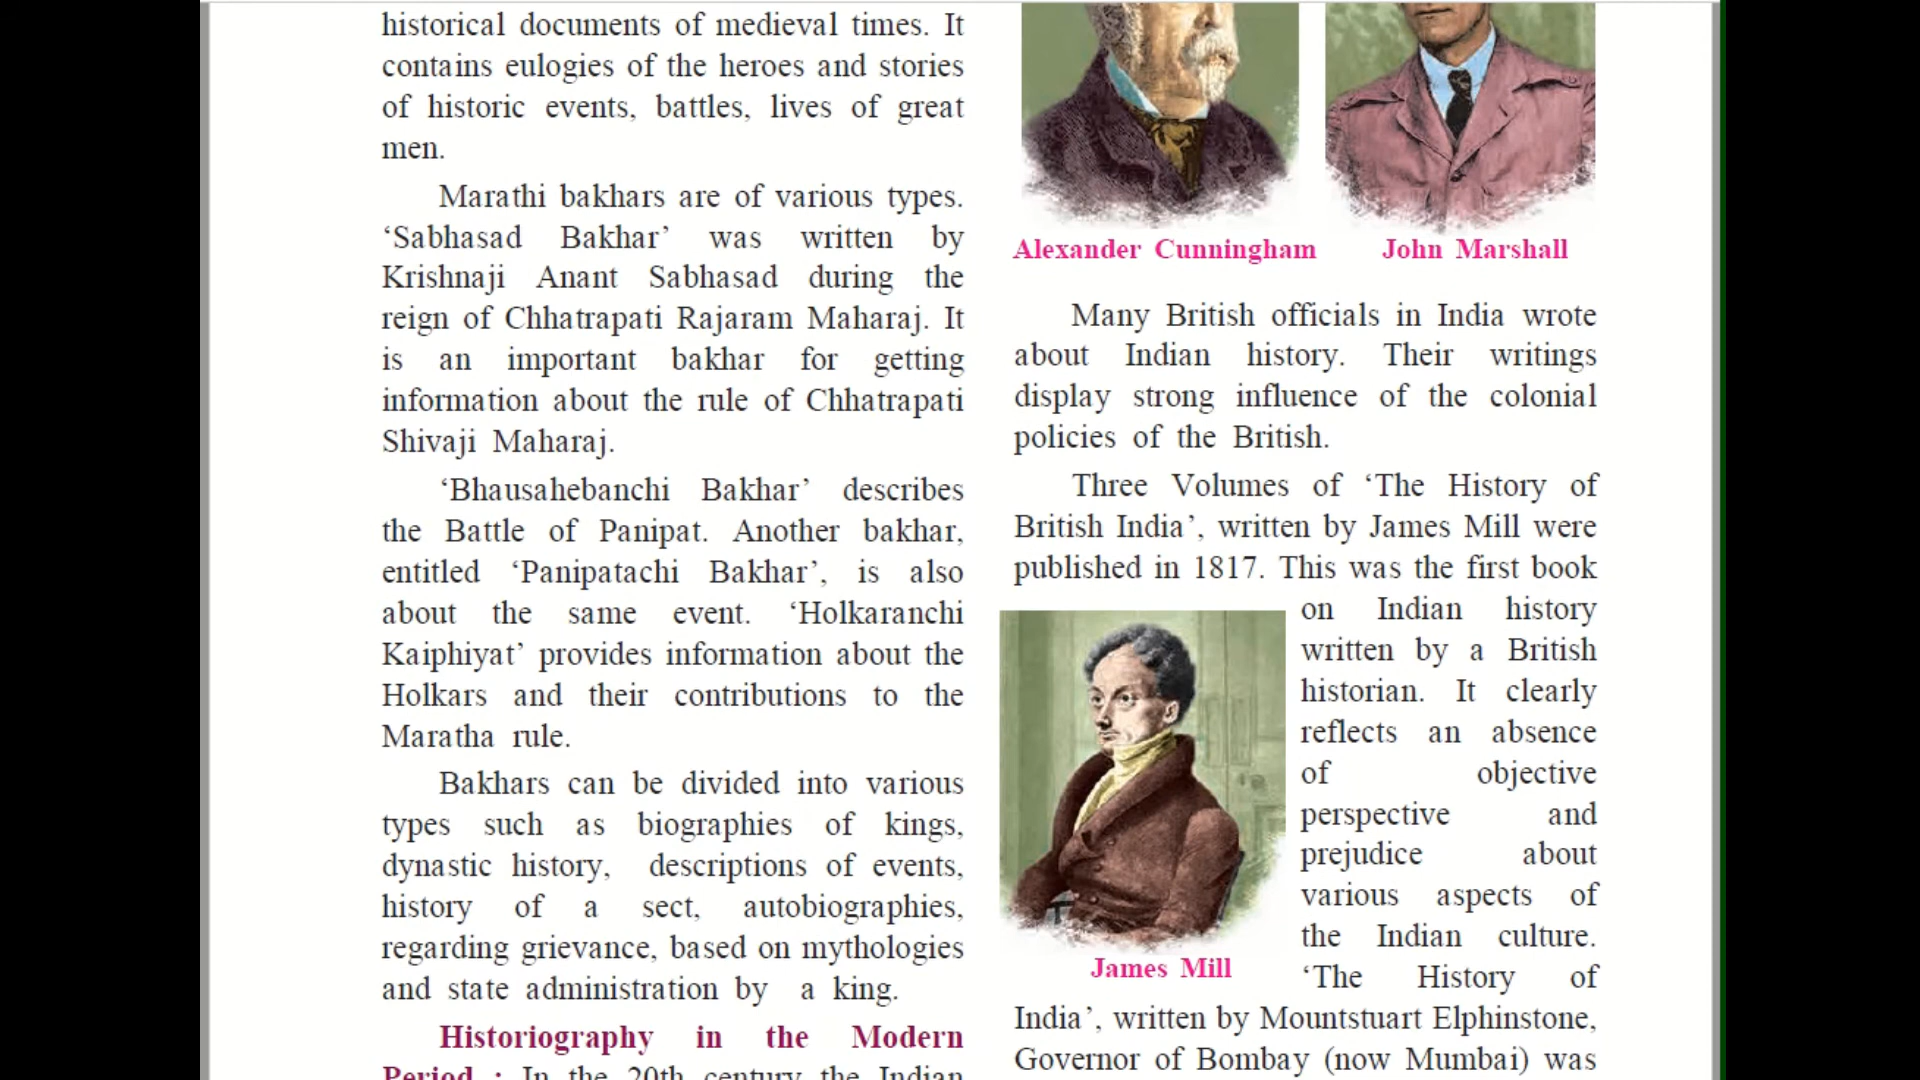 historical documents of medieval times. It
contains eulogies of the heroes and stories
of historic events, battles, lives of great
men.
Marathi bakhars are of various types.
‘Sabhasad Bakhar’ was written by
Krishnaji Anant Sabhasad during the
reign of Chhatrapati Rajaram Maharaj. It
is an important bakhar for getting
information about the rule of Chhatrapati
Shivaji Maharaj.
‘Bhausahebanchi Bakhar’ describes
the Battle of Panipat. Another bakhar,
entitled ‘Panipatachi Bakhar’, is also
about the same event. ‘Holkaranchi
Kaiphiyat’ provides information about the
Holkars and their contributions to the
Maratha rule.
Bakhars can be divided into various
types such as biographies of kings,
dynastic history, descriptions of events,
history of a sect, autobiographies,
regarding grievance, based on mythologies
and state administration by a king.
Historiography in the Modern
Period : In the 20th century the Indian
Alexander Cunningham
John Marshall
Many British officials in India wrote
about Indian history. Their writings
display strong influence of the colonial
policies of the British.
Three Volumes of ‘The History of
British India’, written by James Mill were
published in 1817. This was the first book
on Indian history
written by a British
historian. It clearly
reflects an absence
of objective
perspective and
prejudice about
various aspects of
the Indian culture.
‘The History of
James Mill
India’, written by Mountstuart Elphinstone,
Governor of Bombay (now Mumbai) was